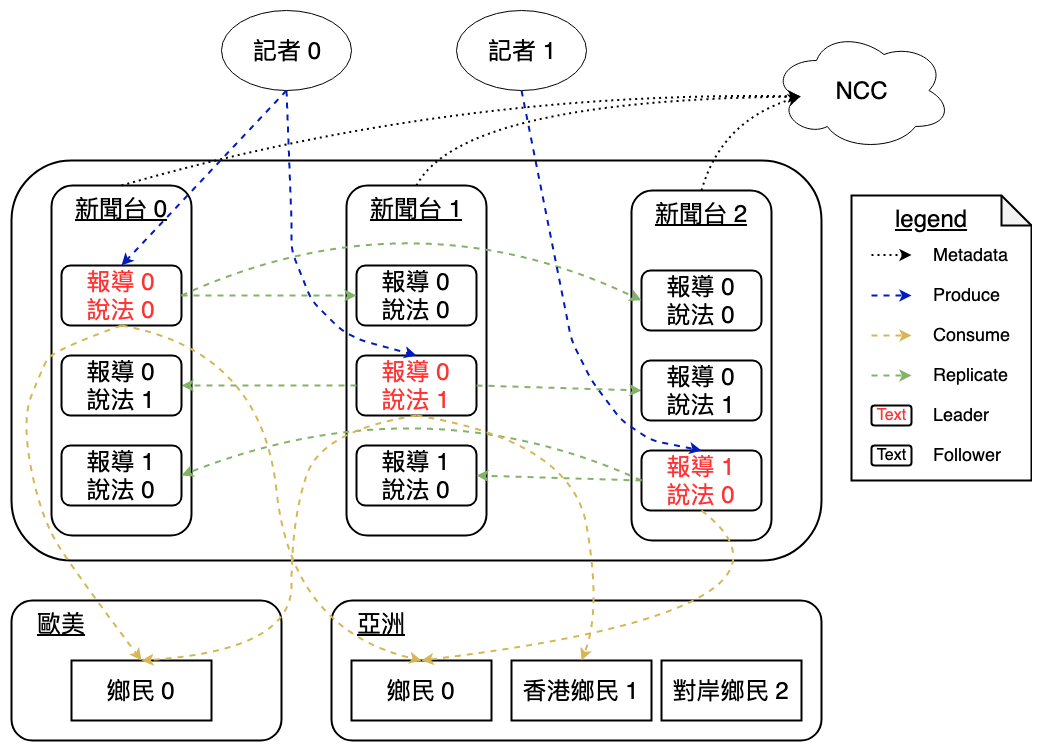 記者 0
記者 1
NCC
新聞台 0
新聞台 1
新聞台 2
報導 0
說法 0
報導 0
說法 0
報導 0
說法 0
報導 0
說法 1
報導 0
說法 1
報導 0
說法 1
報導 1
說法 0
報導 1
說法 0
報導 1
說法 0
legend
Metadata
Produce
Consume
Replicate
Text
Leader
Text
Follower
歐美
鄉民 0
亞洲
鄉民 0
香港鄉民 1
對岸鄉民 2